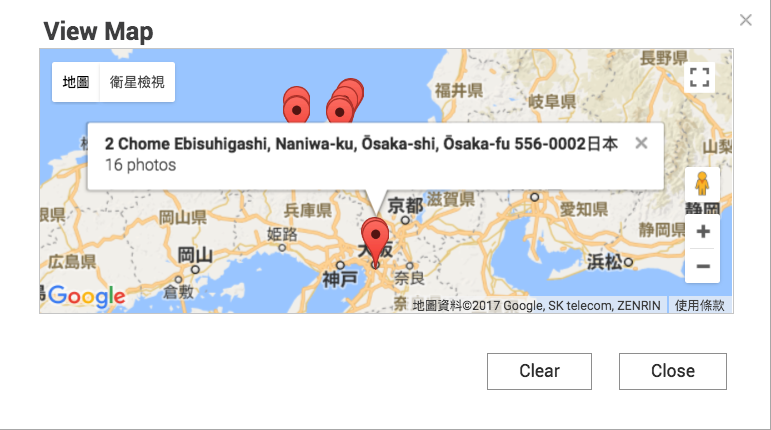 View Map
×
地圖
衛星檢視
長野県
福井県
岐阜県
2 Chome Ebisuhigashi, Naniwa-ku, Ōsaka-shi, Ōsaka-fu 556-0002日本
×
16 photos
京都
滋賀県
兵庫県
岡山県
愛知県
静岡
静岡県
姫路
大阪
岡山
広島県
神戸
奈良
浜松
倉敷
Google
地圖資料©2017 Google, SK telecom, ZENRIN
使用條款
Clear
Close